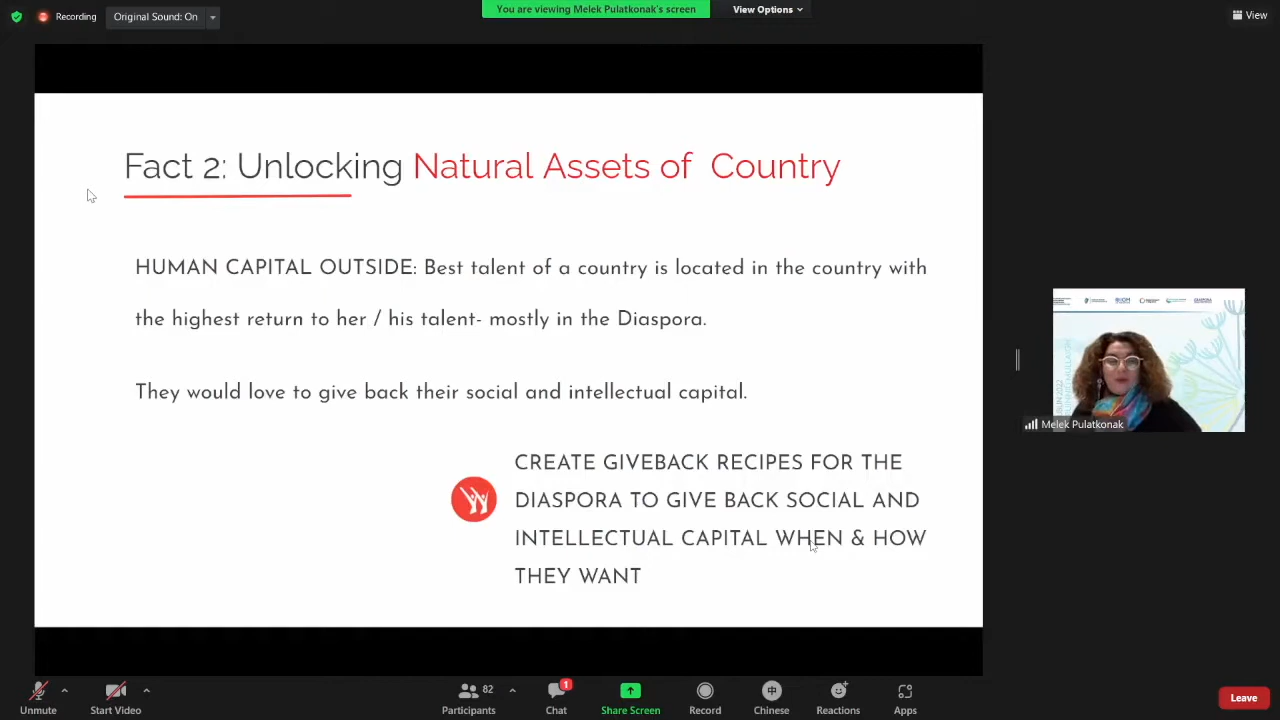 Recording
Original Sound: On
You are viewing Melek Pulatkonak's screen
View Options
View
Fact 2: Unlocking Natural Assets of Country
HUMAN CAPITAL OUTSIDE: Best talent of a country is located in the country with
the highest return to her / his talent- mostly in the Diaspora.
They would love to give back their social and intellectual capital.
CREATE GIVEBACK RECIPES FOR THE
DIASPORA TO GIVE BACK SOCIAL AND
INTELLECTUAL CAPITAL WHEN & HOW
THEY WANT
Melek Pulatkonak
Unmute
Start Video
82
Participants
1
Chat
Share Screen
Record
中
Chinese
Reactions
Apps
Leave